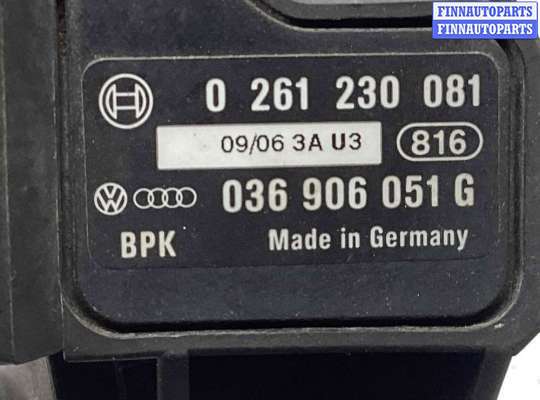 FINNAUTOPARTS
FINNAUTOPARTS
0 261 230 081
09/06 3A U3 816
036 906 051 G
BPK Made in Germany